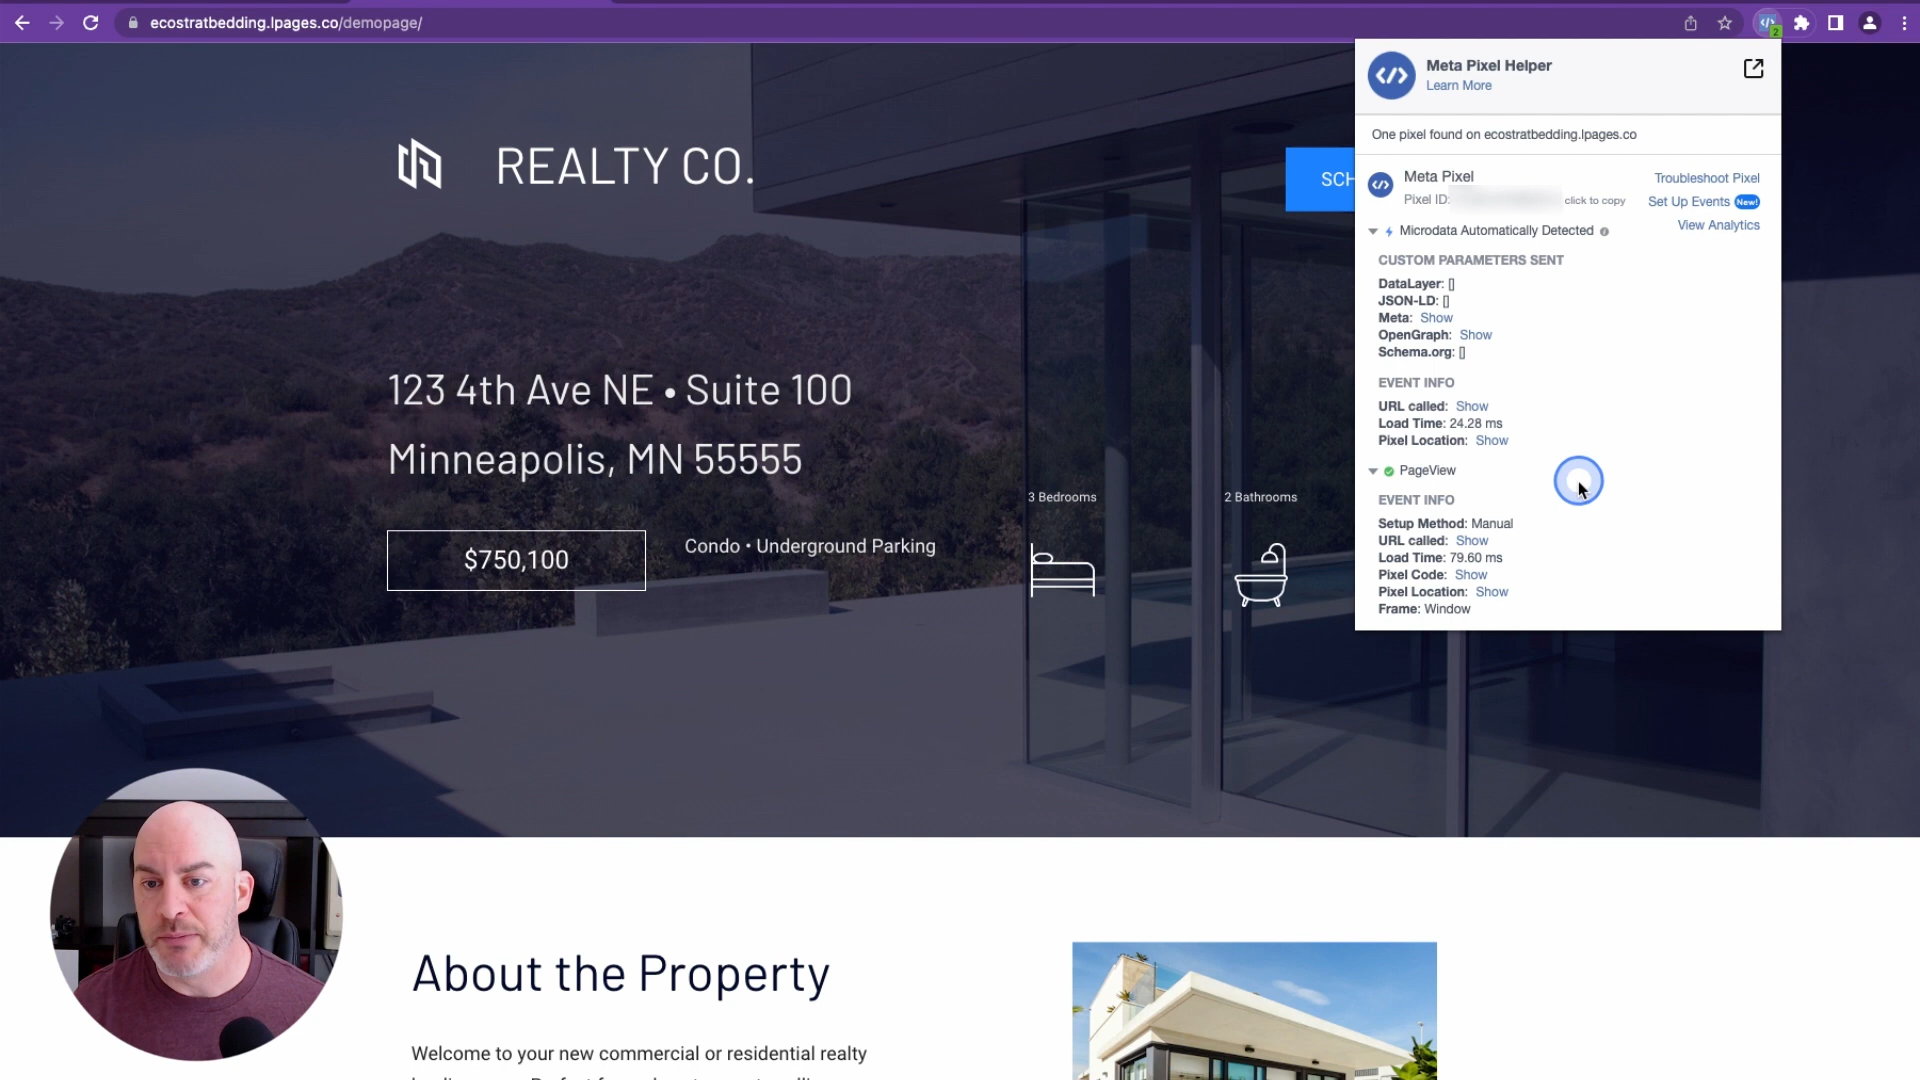 ecostratbedding.lpages.co/demopage/
2
Meta Pixel Helper
Learn More
One pixel found on ecostratbedding.lpages.co
Meta Pixel
Pixel ID: click to copy
Troubleshoot Pixel
Set Up Events New!
View Analytics
Microdata Automatically Detected
CUSTOM PARAMETERS SENT
DataLayer: []
JSON-LD: []
Meta: Show
OpenGraph: Show
Schema.org: []
EVENT INFO
URL called: Show
Load Time: 24.28 ms
Pixel Location: Show
PageView
EVENT INFO
Setup Method: Manual
URL called: Show
Load Time: 79.60 ms
Pixel Code: Show
Pixel Location: Show
Frame: Window
REALTY CO.
SCH
123 4th Ave NE • Suite 100
Minneapolis, MN 55555
$750,100
Condo • Underground Parking
3 Bedrooms
2 Bathrooms
About the Property
Welcome to your new commercial or residential realty